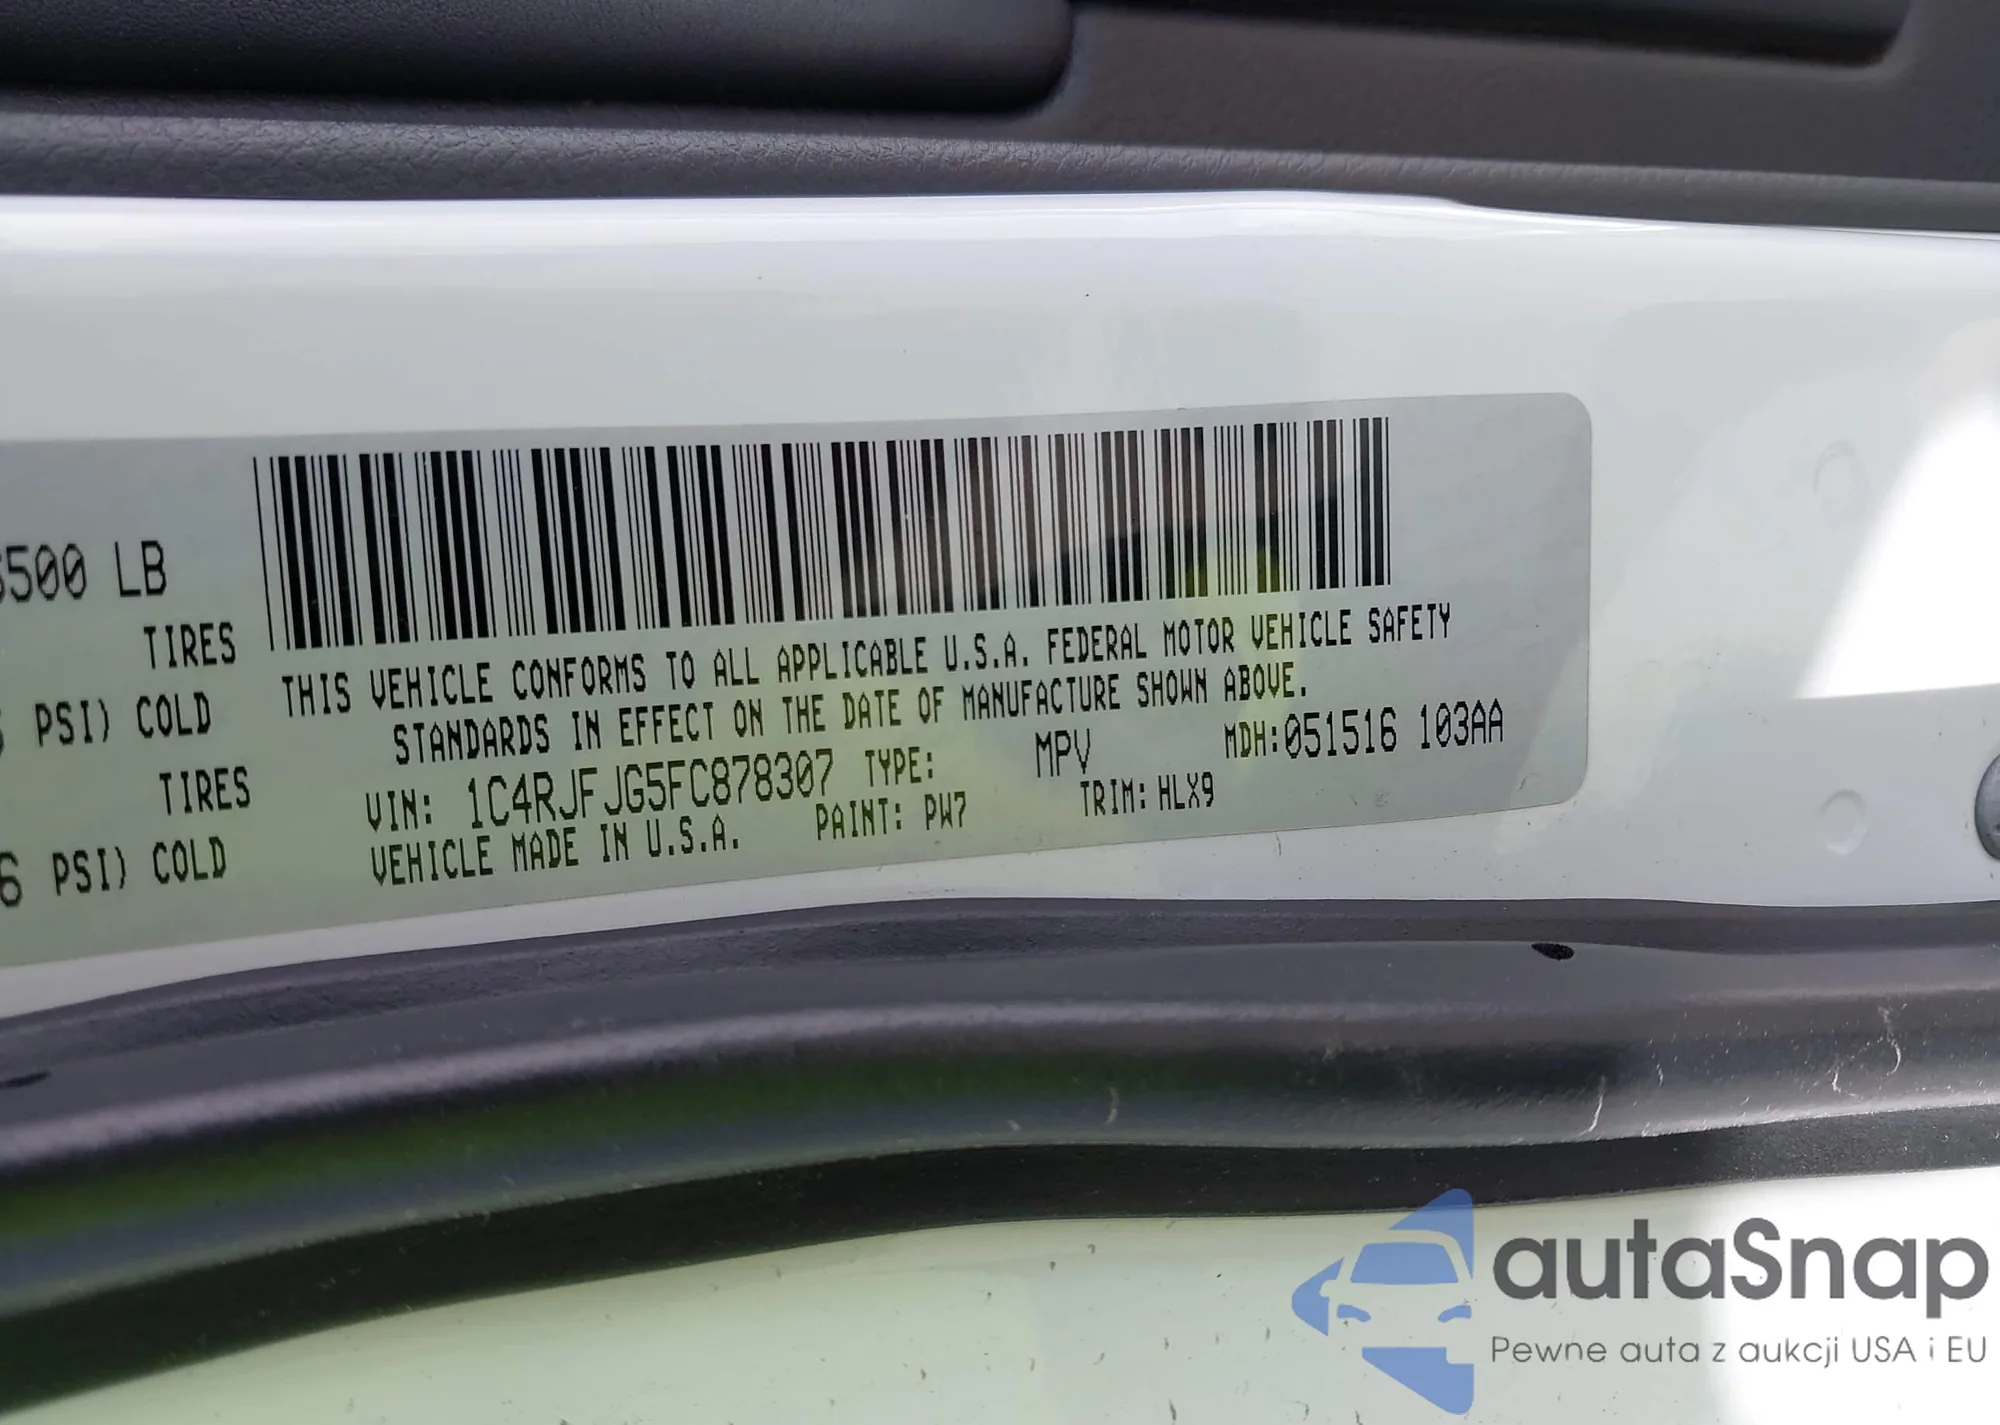 500 LB
TIRES
PSI) COLD
TIRES
6 PSI) COLD
THIS VEHICLE CONFORMS TO ALL APPLICABLE U.S.A. FEDERAL MOTOR VEHICLE SAFETY
STANDARDS IN EFFECT ON THE DATE OF MANUFACTURE SHOWN ABOVE.
VIN: 1C4RJFJG5FC878307 TYPE: MPV MDH:051516 103AA
VEHICLE MADE IN U.S.A. PAINT: PW7 TRIM: HLX9
autaSnap
Pewne auta z aukcji USA i EU